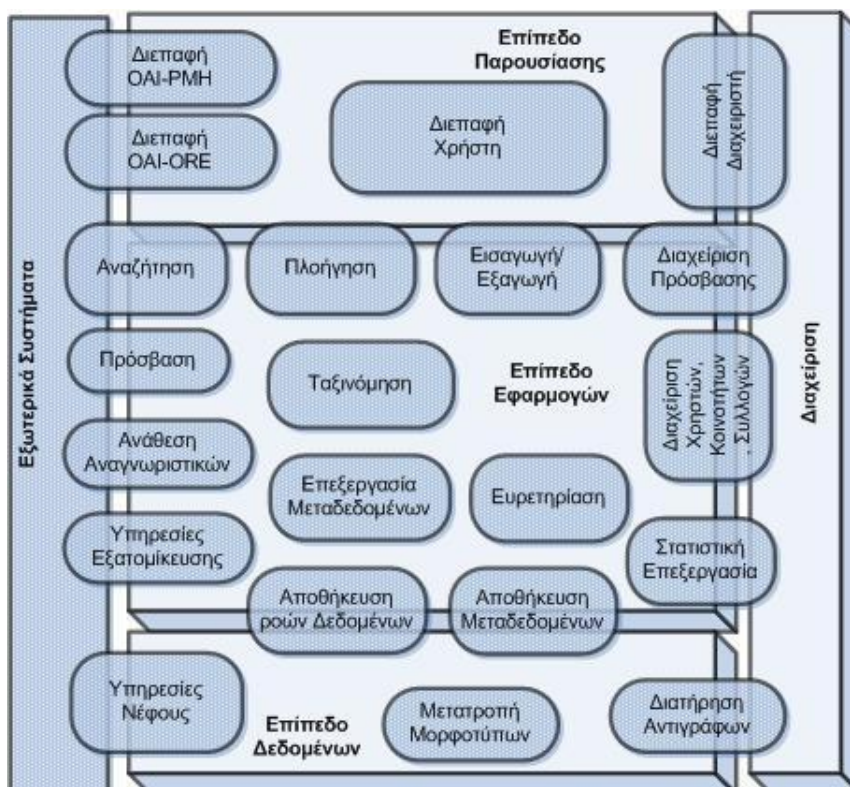 Εξωτερικά Συστήματα
Διεπαφή
OAI-PMH
Διεπαφή
OAI-ORE
Επίπεδο
Παρουσίασης
Διεπαφή
Χρήστη
Διεπαφή
Διαχειριστή
Διαχείριση
Αναζήτηση
Πλοήγηση
Εισαγωγή/
Εξαγωγή
Διαχείριση
Πρόσβασης
Πρόσβαση
Ταξινόμηση
Επίπεδο
Εφαρμογών
Διαχείριση
Χρηστών,
Κοινοτήτων
, Συλλογών
Ανάθεση
Αναγνωριστικών
Επεξεργασία
Μεταδεδομένων
Ευρετηρίαση
Υπηρεσίες
Εξατομίκευσης
Στατιστική
Επεξεργασία
Αποθήκευση
ροών Δεδομένων
Αποθήκευση
Μεταδεδομένων
Υπηρεσίες
Νέφους
Επίπεδο
Δεδομένων
Μετατροπή
Μορφοτύπων
Διατήρηση
Αντιγράφων